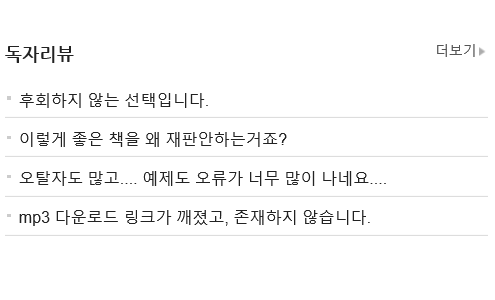 독자리뷰
더보기
후회하지 않는 선택입니다.
이렇게 좋은 책을 왜 재판안하는거죠?
오탈자도 많고.... 예제도 오류가 너무 많이 나네요....
mp3 다운로드 링크가 깨졌고, 존재하지 않습니다.